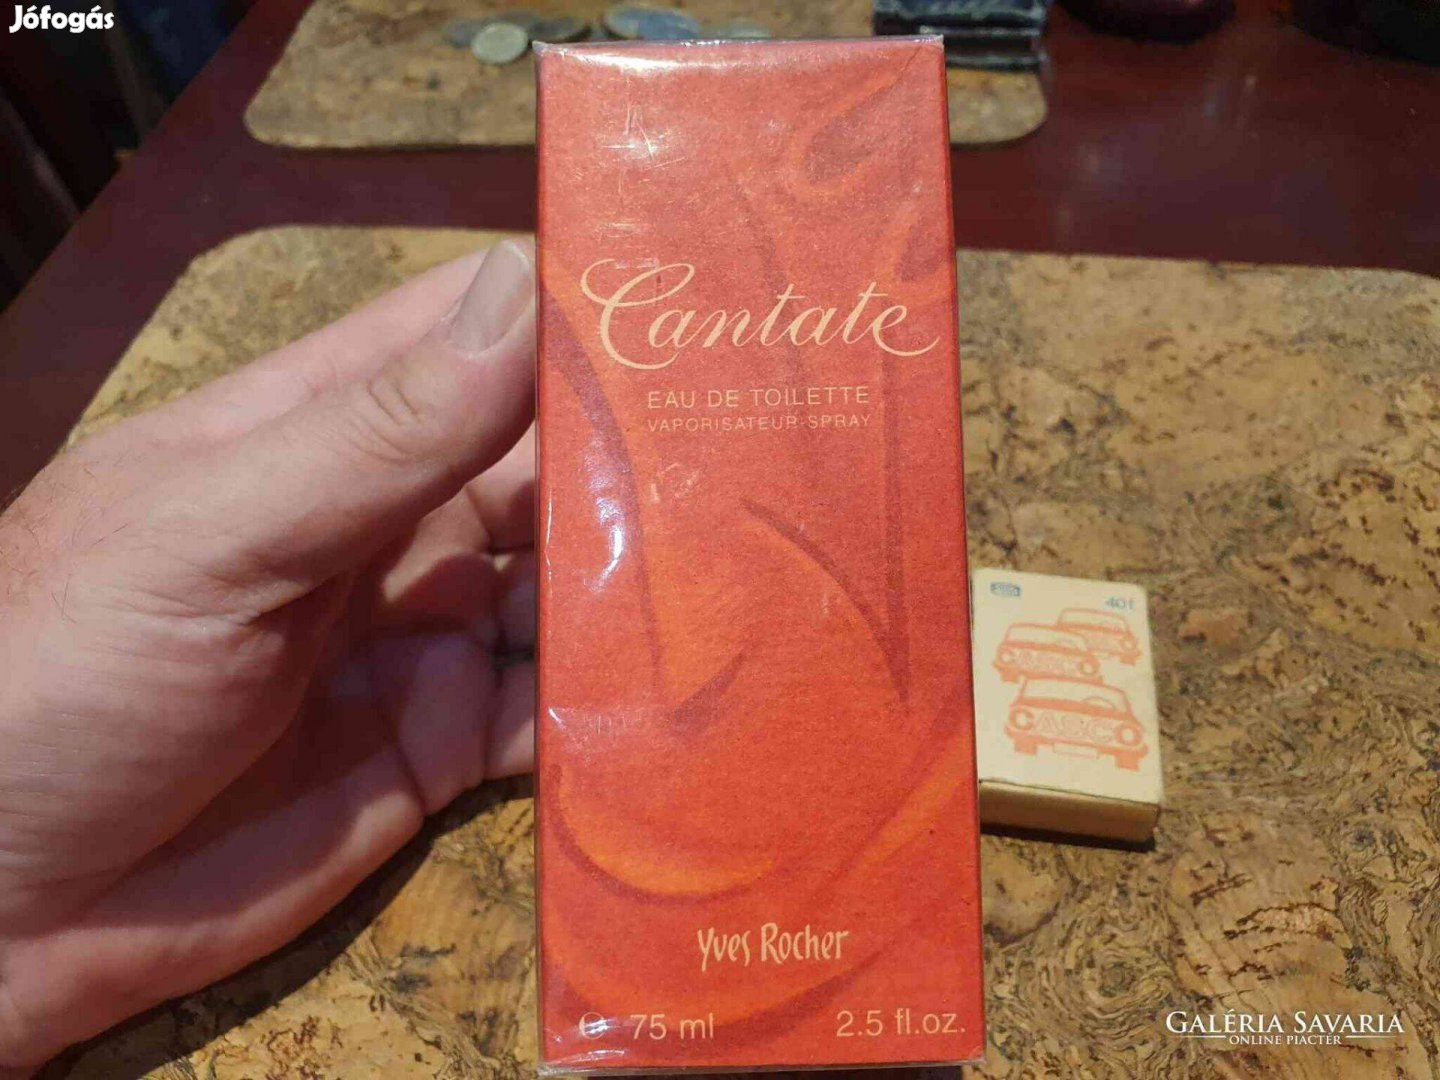 Jófogás
Cantate
EAU DE TOILETTE
VAPORISATEUR-SPRAY
40 f
CASCO
CASCO
Yves Rocher
℮ 75 ml 2.5 fl.oz.
GALÉRIA SAVARIA
ONLINE PIACTÉR